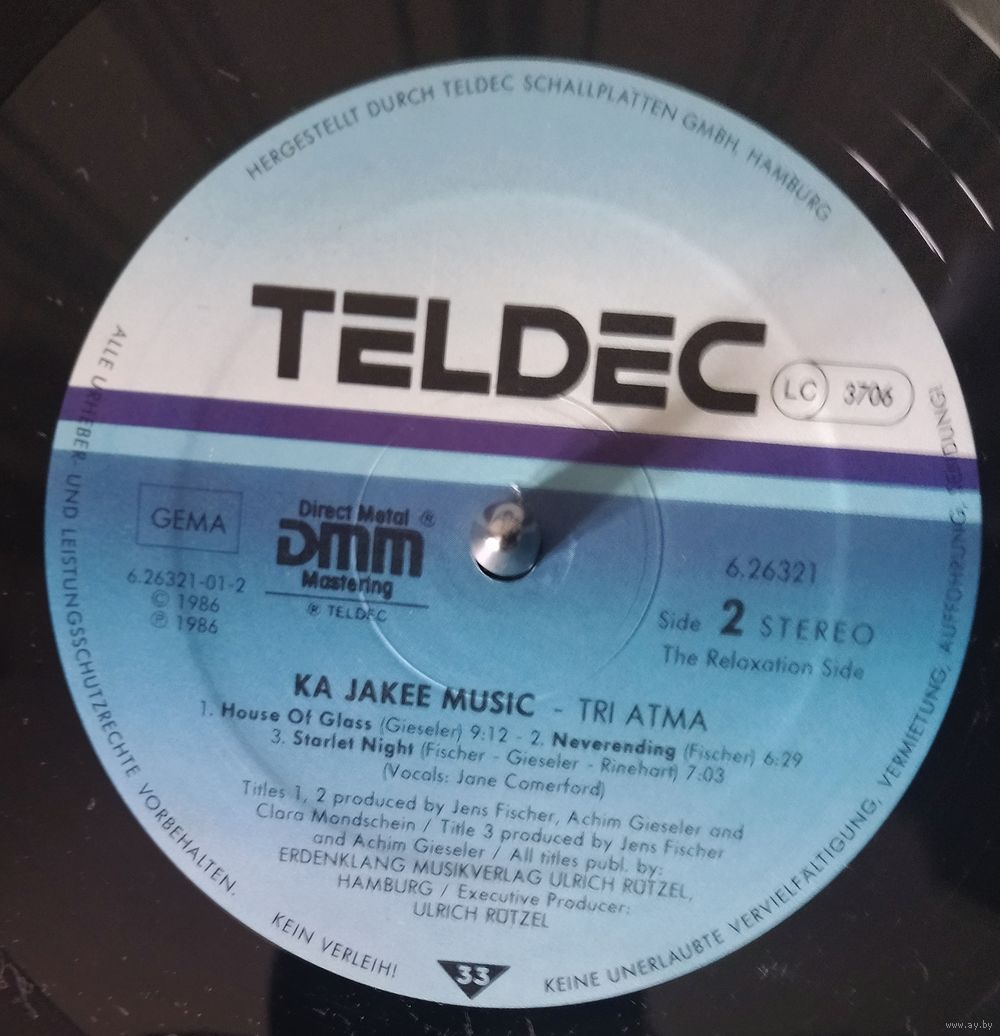 HERGESTELLT DURCH TELDEC SCHALLPLATTEN GMBH, HAMBURG
TELDEC
LC 3706
GEMA
Direct Metal ®
DMM
Mastering
® TELDEC
6.26321-01-2
© 1986
℗ 1986
6.26321
Side 2 STEREO
The Relaxation Side
KA JAKEE MUSIC - TRI ATMA
1. House Of Glass (Gieseler) 9:12 - 2. Neverending (Fischer) 6:29
3. Starlet Night (Fischer - Gieseler - Rinehart) 7:03
(Vocals: Jane Comerford)
Titles 1, 2 produced by Jens Fischer, Achim Gieseler and
Clara Mondschein / Title 3 produced by Jens Fischer
and Achim Gieseler / All titles publ. by:
ERDENKLANG MUSIKVERLAG ULRICH RÜTZEL,
HAMBURG / Executive Producer:
ULRICH RÜTZEL
ALLE URHEBER- UND LEISTUNGSSCHUTZRECHTE VORBEHALTEN.
KEIN VERLEIH!
33
KEINE UNERLAUBTE VERVIELFÄLTIGUNG, VERMIETUNG, AUFFÜHRUNG, SENDUNG!
www.ay.by